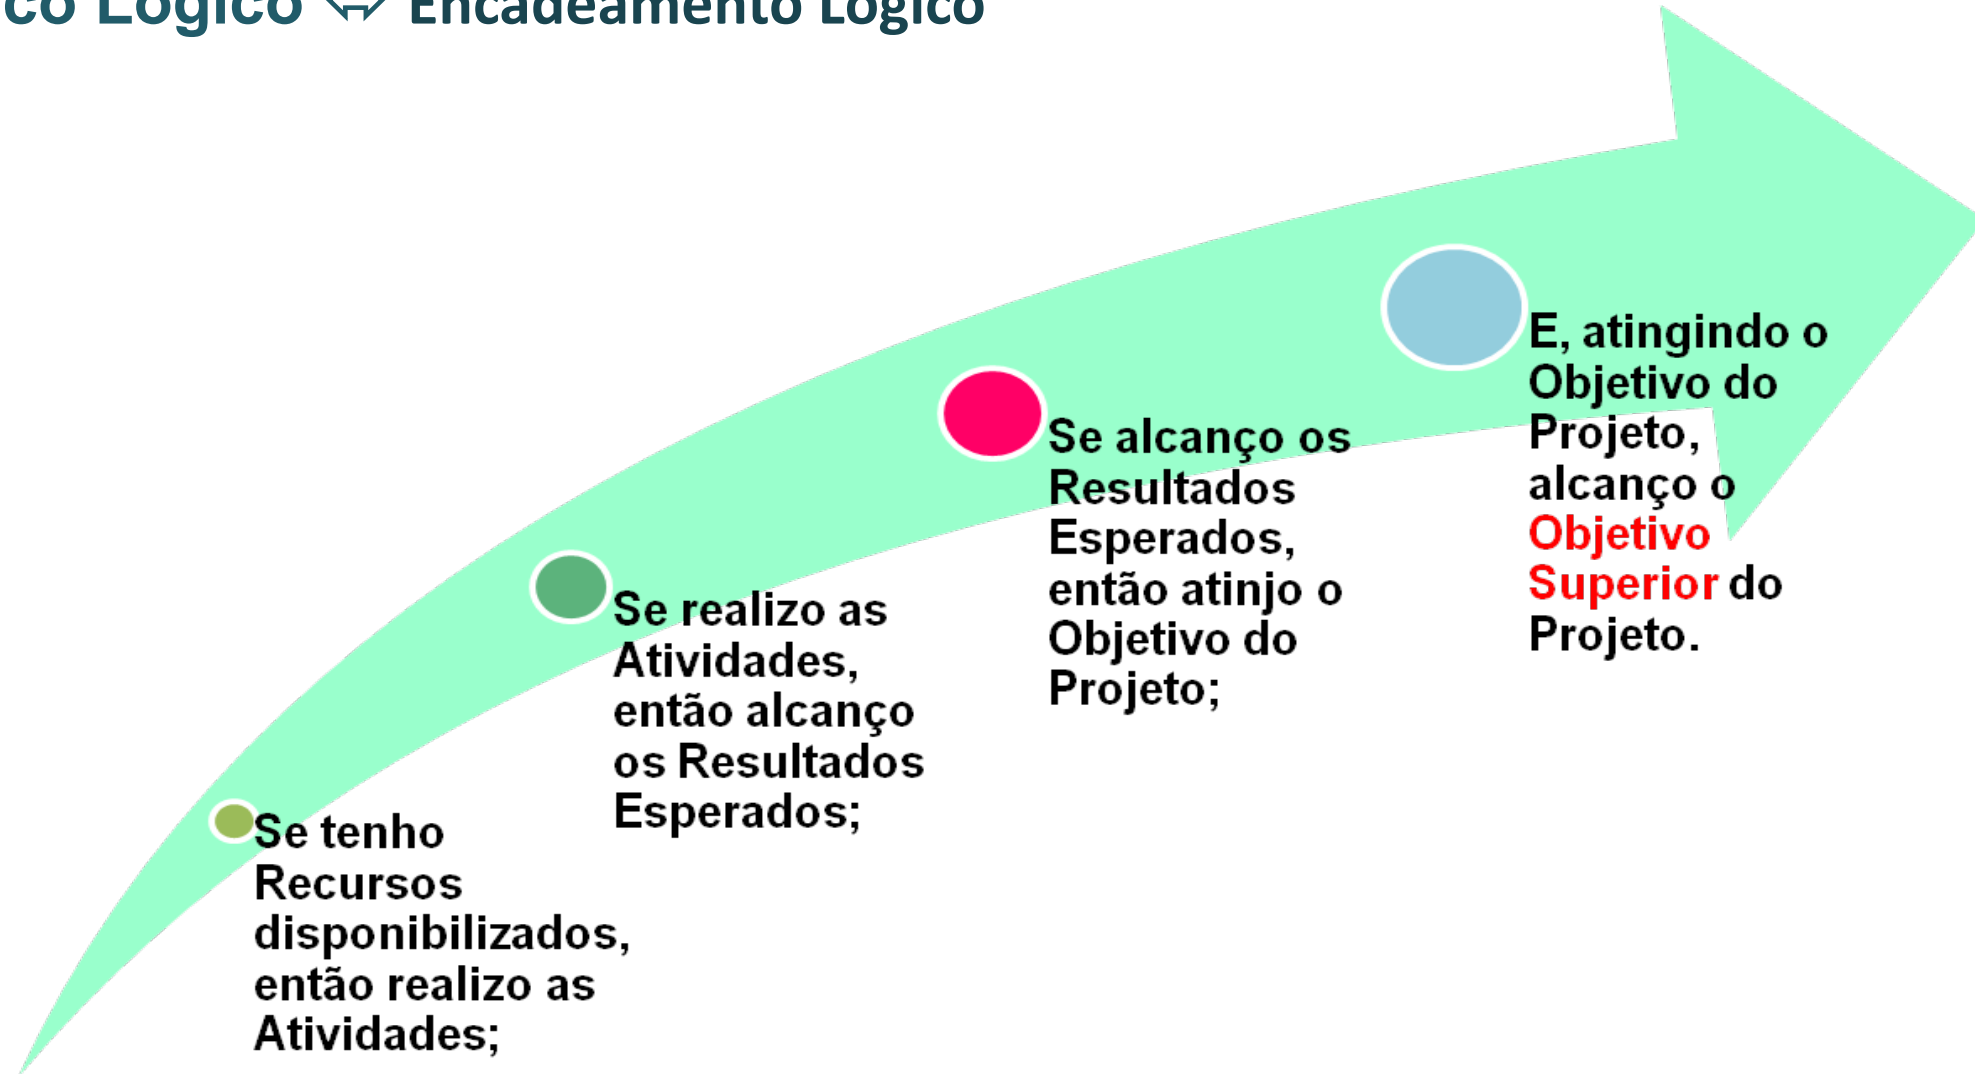 co Lógico ⇔ Encadeamento Lógico
E, atingindo o
Objetivo do
Projeto,
alcanço o
Objetivo
Superior do
Projeto.
Se alcanço os
Resultados
Esperados,
então atinjo o
Objetivo do
Projeto;
Se realizo as
Atividades,
então alcanço
os Resultados
Esperados;
Se tenho
Recursos
disponibilizados,
então realizo as
Atividades;